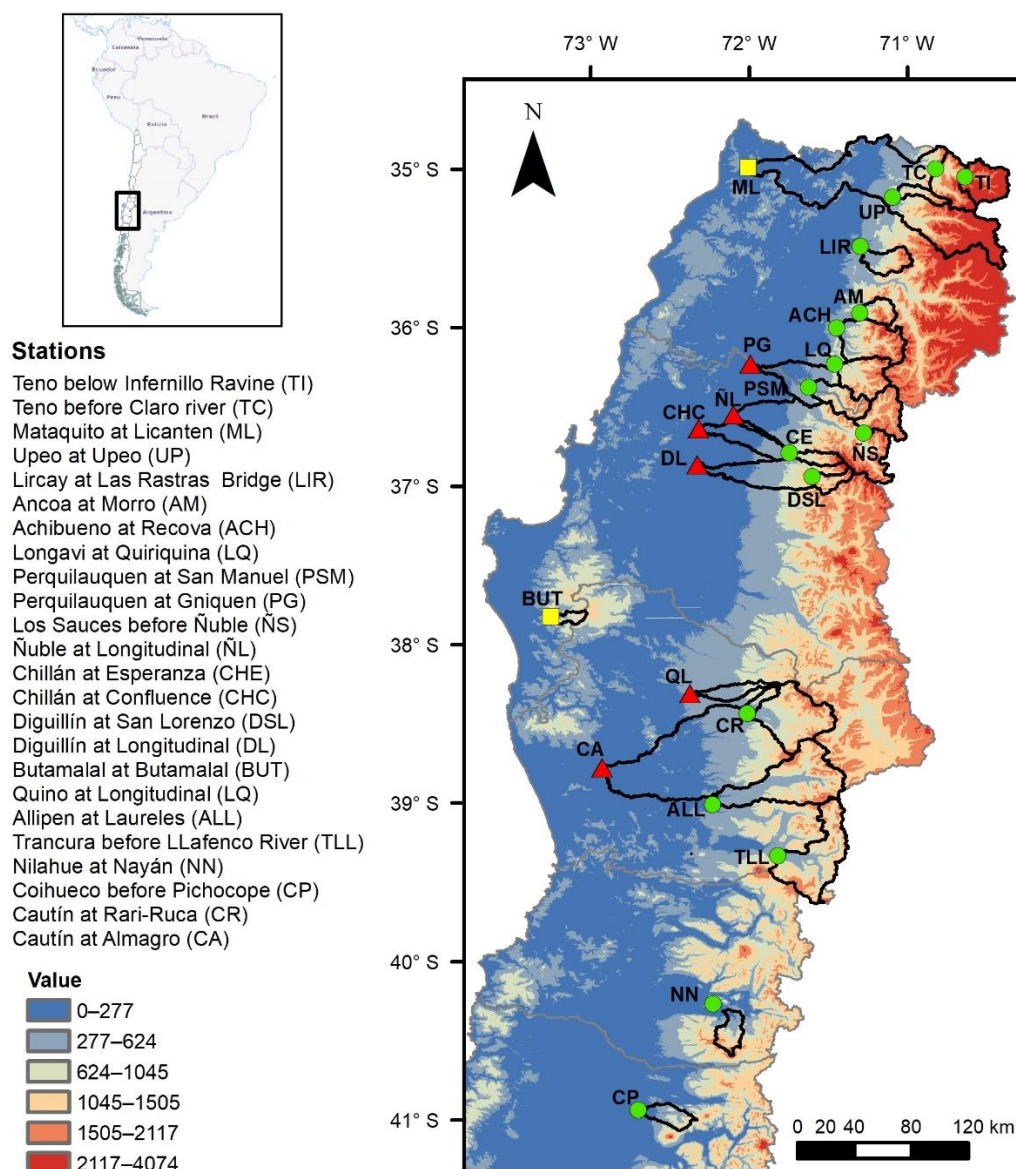 Venezuela
Colombia
Ecuador
Peru
Brazil
Bolivia
Argentina
73° W 72° W 71° W
N
35° S
36° S
37° S
38° S
39° S
40° S
41° S
ML
TC
TI
UP
LIR
AM
ACH
LQ
PG
PSM
ÑL
CHC
CE
ÑS
DL
DSL
BUT
QL
CR
CA
ALL
TLL
NN
CP
Stations
Teno below Infernillo Ravine (TI)
Teno before Claro river (TC)
Mataquito at Licanten (ML)
Upeo at Upeo (UP)
Lircay at Las Rastras Bridge (LIR)
Ancoa at Morro (AM)
Achibueno at Recova (ACH)
Longavi at Quiriquina (LQ)
Perquilauquen at San Manuel (PSM)
Perquilauquen at Gniquen (PG)
Los Sauces before Ñuble (ÑS)
Ñuble at Longitudinal (ÑL)
Chillán at Esperanza (CHE)
Chillán at Confluence (CHC)
Diguillín at San Lorenzo (DSL)
Diguillín at Longitudinal (DL)
Butamalal at Butamalal (BUT)
Quino at Longitudinal (LQ)
Allipen at Laureles (ALL)
Trancura before LLafenco River (TLL)
Nilahue at Nayán (NN)
Coihueco before Pichocope (CP)
Cautín at Rari-Ruca (CR)
Cautín at Almagro (CA)
Value
0–277
277–624
624–1045
1045–1505
1505–2117
2117–4074
0 20 40 80 120 km